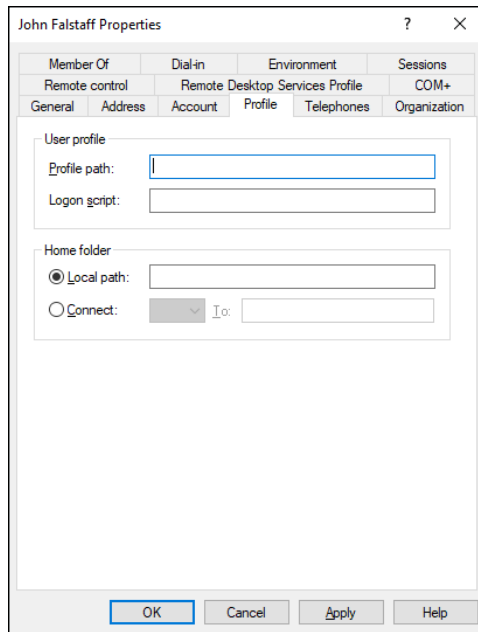 John Falstaff Properties ? ×
Member Of Dial-in Environment Sessions
Remote control Remote Desktop Services Profile COM+
General Address Account Profile Telephones Organization
User profile
Profile path:
Logon script:
Home folder
Local path:
Connect: To:
OK Cancel Apply Help